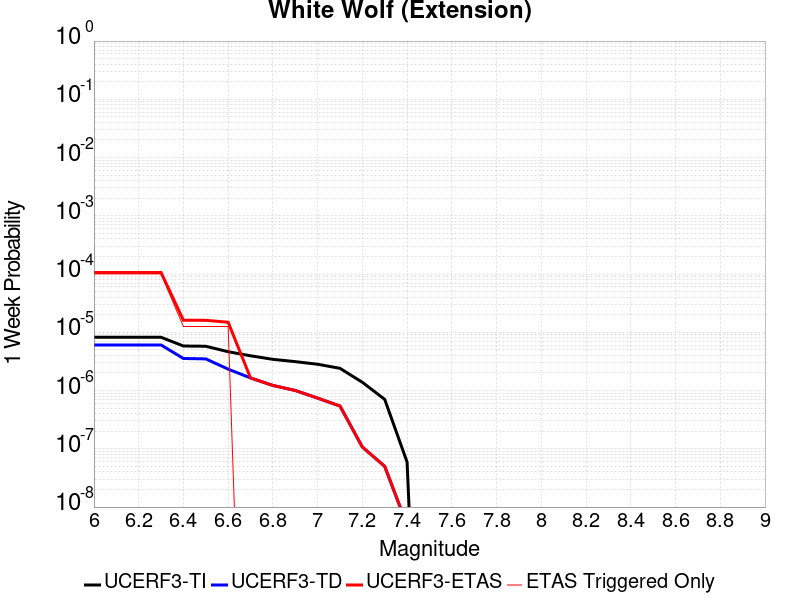 White Wolf (Extension)
1 Week Probability
10^0
10^-1
10^-2
10^-3
10^-4
10^-5
10^-6
10^-7
10^-8
6 6.2 6.4 6.6 6.8 7 7.2 7.4 7.6 7.8 8 8.2 8.4 8.6 8.8 9
Magnitude
UCERF3-TI UCERF3-TD UCERF3-ETAS ETAS Triggered Only